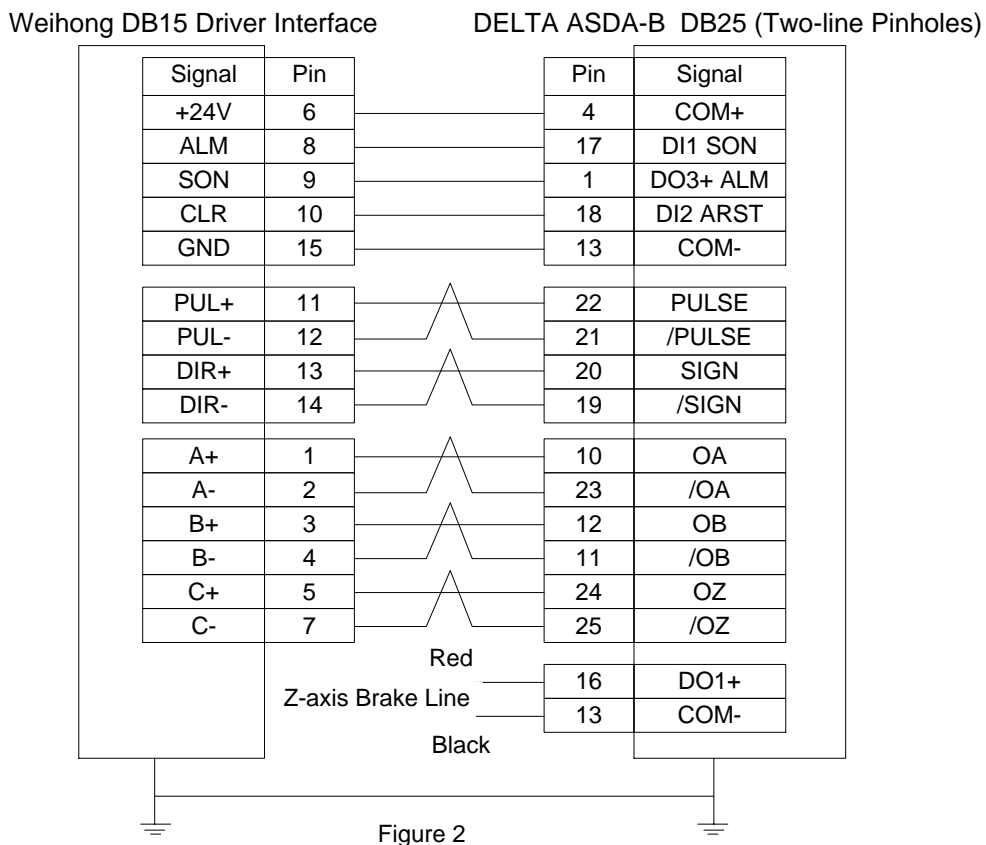 Weihong DB15 Driver Interface DELTA ASDA-B DB25 (Two-line Pinholes)
Signal Pin Pin Signal
+24V 6 4 COM+
ALM 8 17 DI1 SON
SON 9 1 DO3+ ALM
CLR 10 18 DI2 ARST
GND 15 13 COM-
PUL+ 11 22 PULSE
PUL- 12 21 /PULSE
DIR+ 13 20 SIGN
DIR- 14 19 /SIGN
A+ 1 10 OA
A- 2 23 /OA
B+ 3 12 OB
B- 4 11 /OB
C+ 5 24 OZ
C- 7 25 /OZ
Red
16 DO1+
Z-axis Brake Line
13 COM-
Black
Figure 2